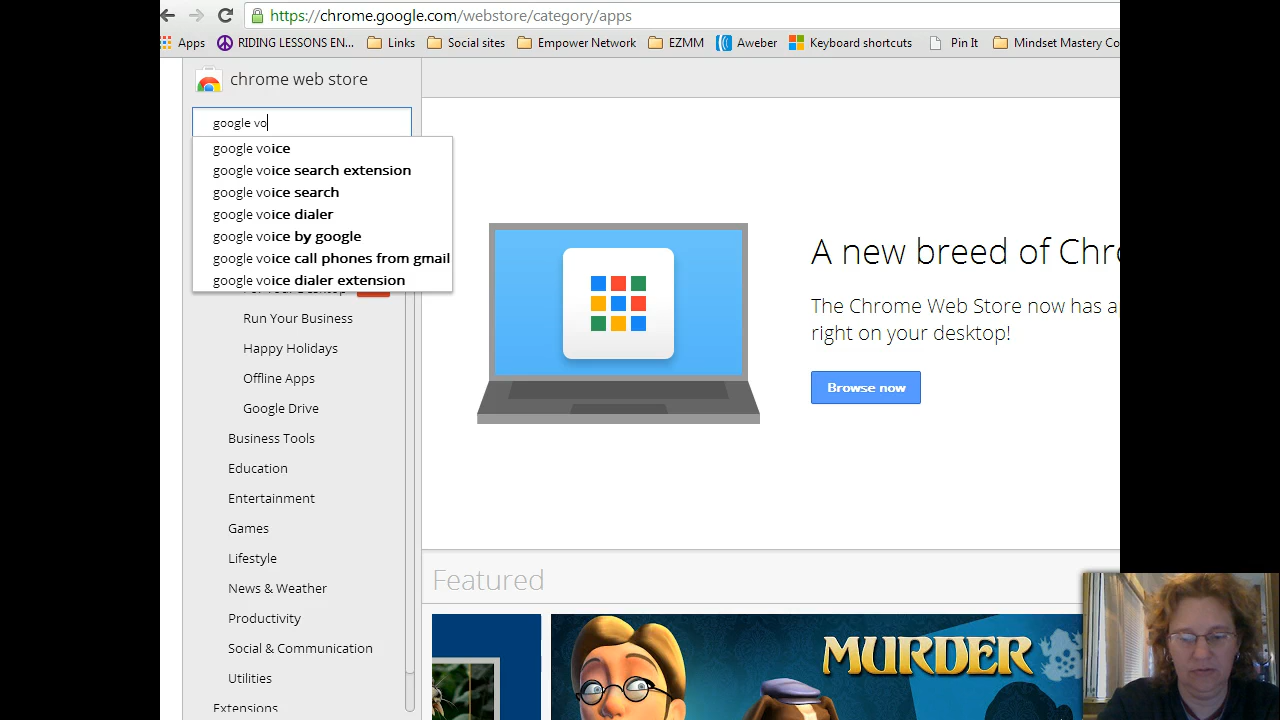 https://chrome.google.com/webstore/category/apps
Apps RIDING LESSONS EN... Links Social sites Empower Network EZMM Aweber Keyboard shortcuts Pin It Mindset Mastery Co
chrome web store
google vo
google voice
google voice search extension
google voice search
google voice dialer
google voice by google
google voice call phones from gmail
google voice dialer extension
Run Your Business
Happy Holidays
Offline Apps
Google Drive
Business Tools
Education
Entertainment
Games
Lifestyle
News & Weather
Productivity
Social & Communication
Utilities
Extensions
A new breed of Chr
The Chrome Web Store now has a
right on your desktop!
Browse now
Featured
MURDER